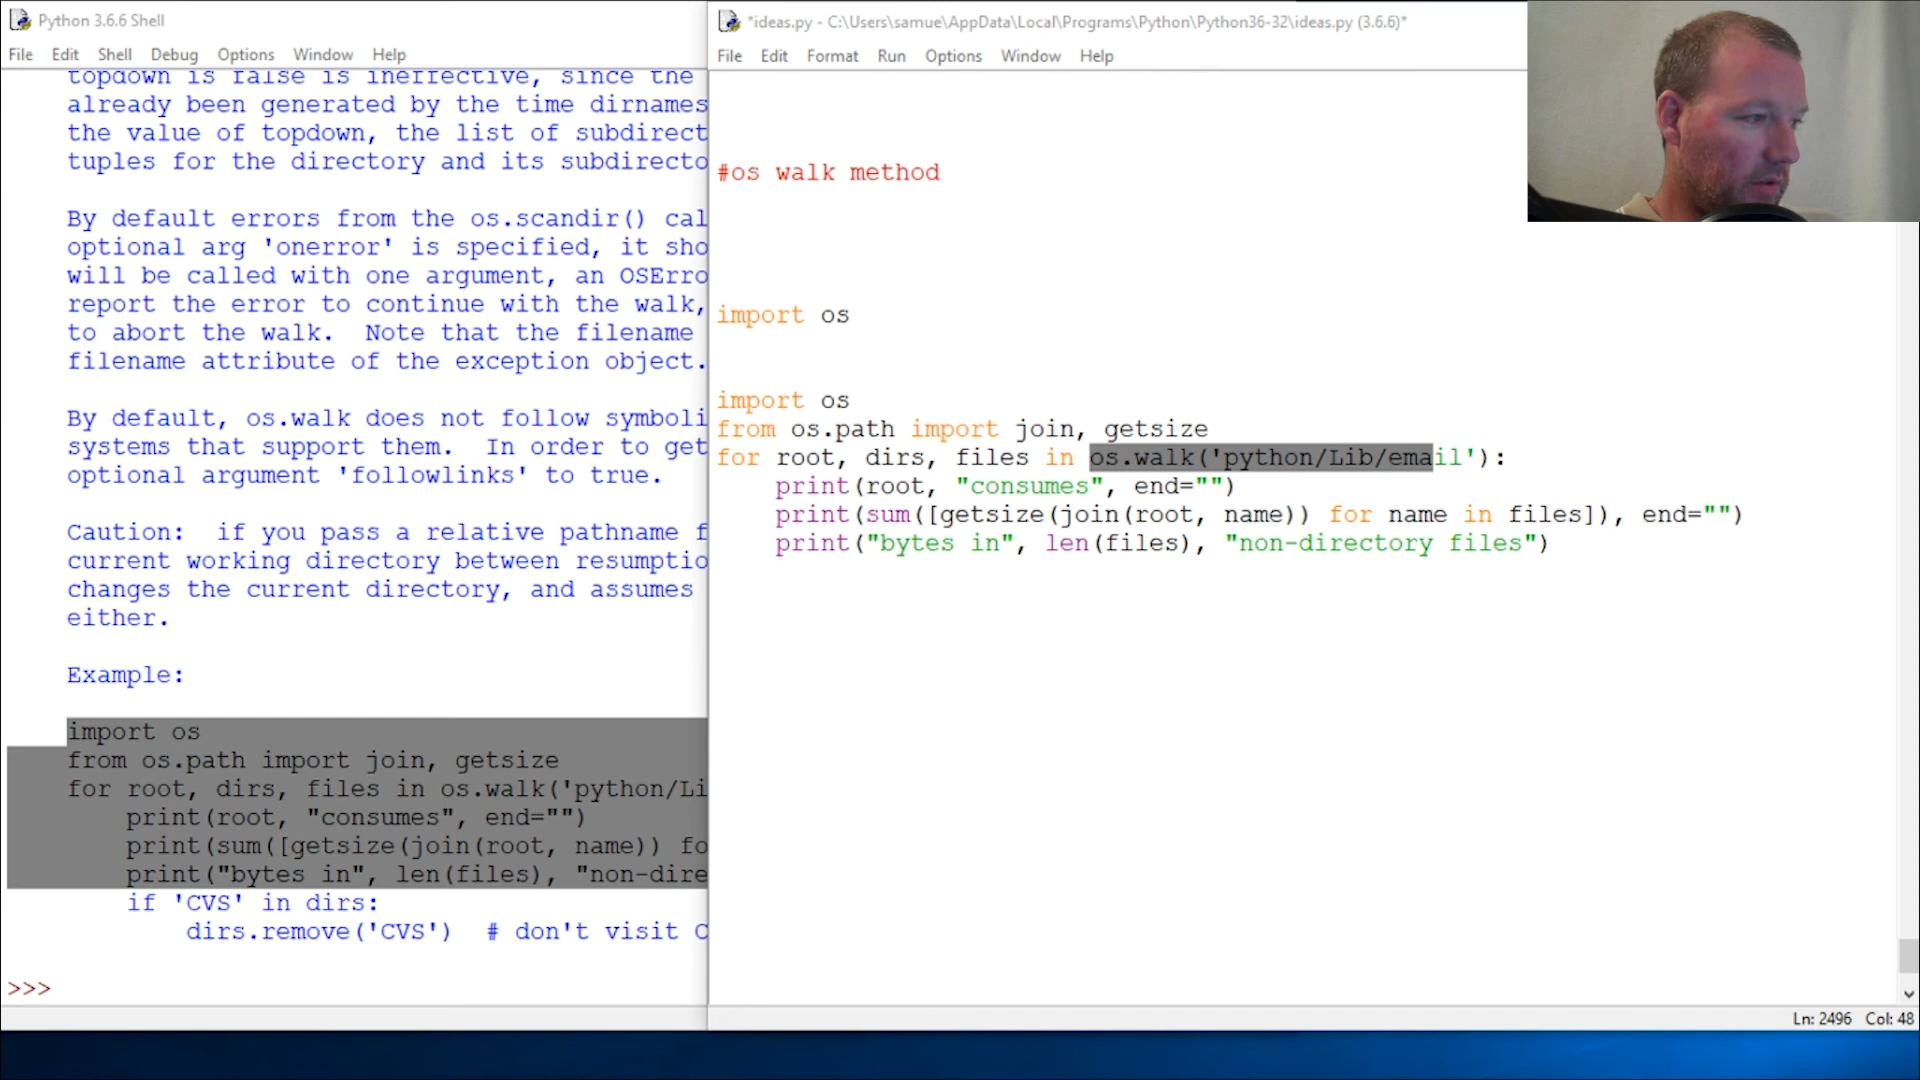 Python 3.6.6 Shell
File Edit Shell Debug Options Window Help
topdown is false is ineffective, since the
already been generated by the time dirnames
the value of topdown, the list of subdirect
tuples for the directory and its subdirecto
By default errors from the os.scandir() cal
optional arg 'onerror' is specified, it sho
will be called with one argument, an OSErro
report the error to continue with the walk,
to abort the walk.  Note that the filename
filename attribute of the exception object.
By default, os.walk does not follow symboli
systems that support them.  In order to get
optional argument 'followlinks' to true.
Caution:  if you pass a relative pathname f
current working directory between resumptio
changes the current directory, and assumes
either.
Example:
import os
from os.path import join, getsize
for root, dirs, files in os.walk('python/Li
    print(root, "consumes", end="")
    print(sum([getsize(join(root, name)) fo
    print("bytes in", len(files), "non-dire
    if 'CVS' in dirs:
        dirs.remove('CVS')  # don't visit C
>>>
*ideas.py - C:\Users\samue\AppData\Local\Programs\Python\Python36-32\ideas.py (3.6.6)*
File Edit Format Run Options Window Help
#os walk method
import os
import os
from os.path import join, getsize
for root, dirs, files in os.walk('python/Lib/email'):
    print(root, "consumes", end="")
    print(sum([getsize(join(root, name)) for name in files]), end="")
    print("bytes in", len(files), "non-directory files")
Ln: 2496 Col: 48